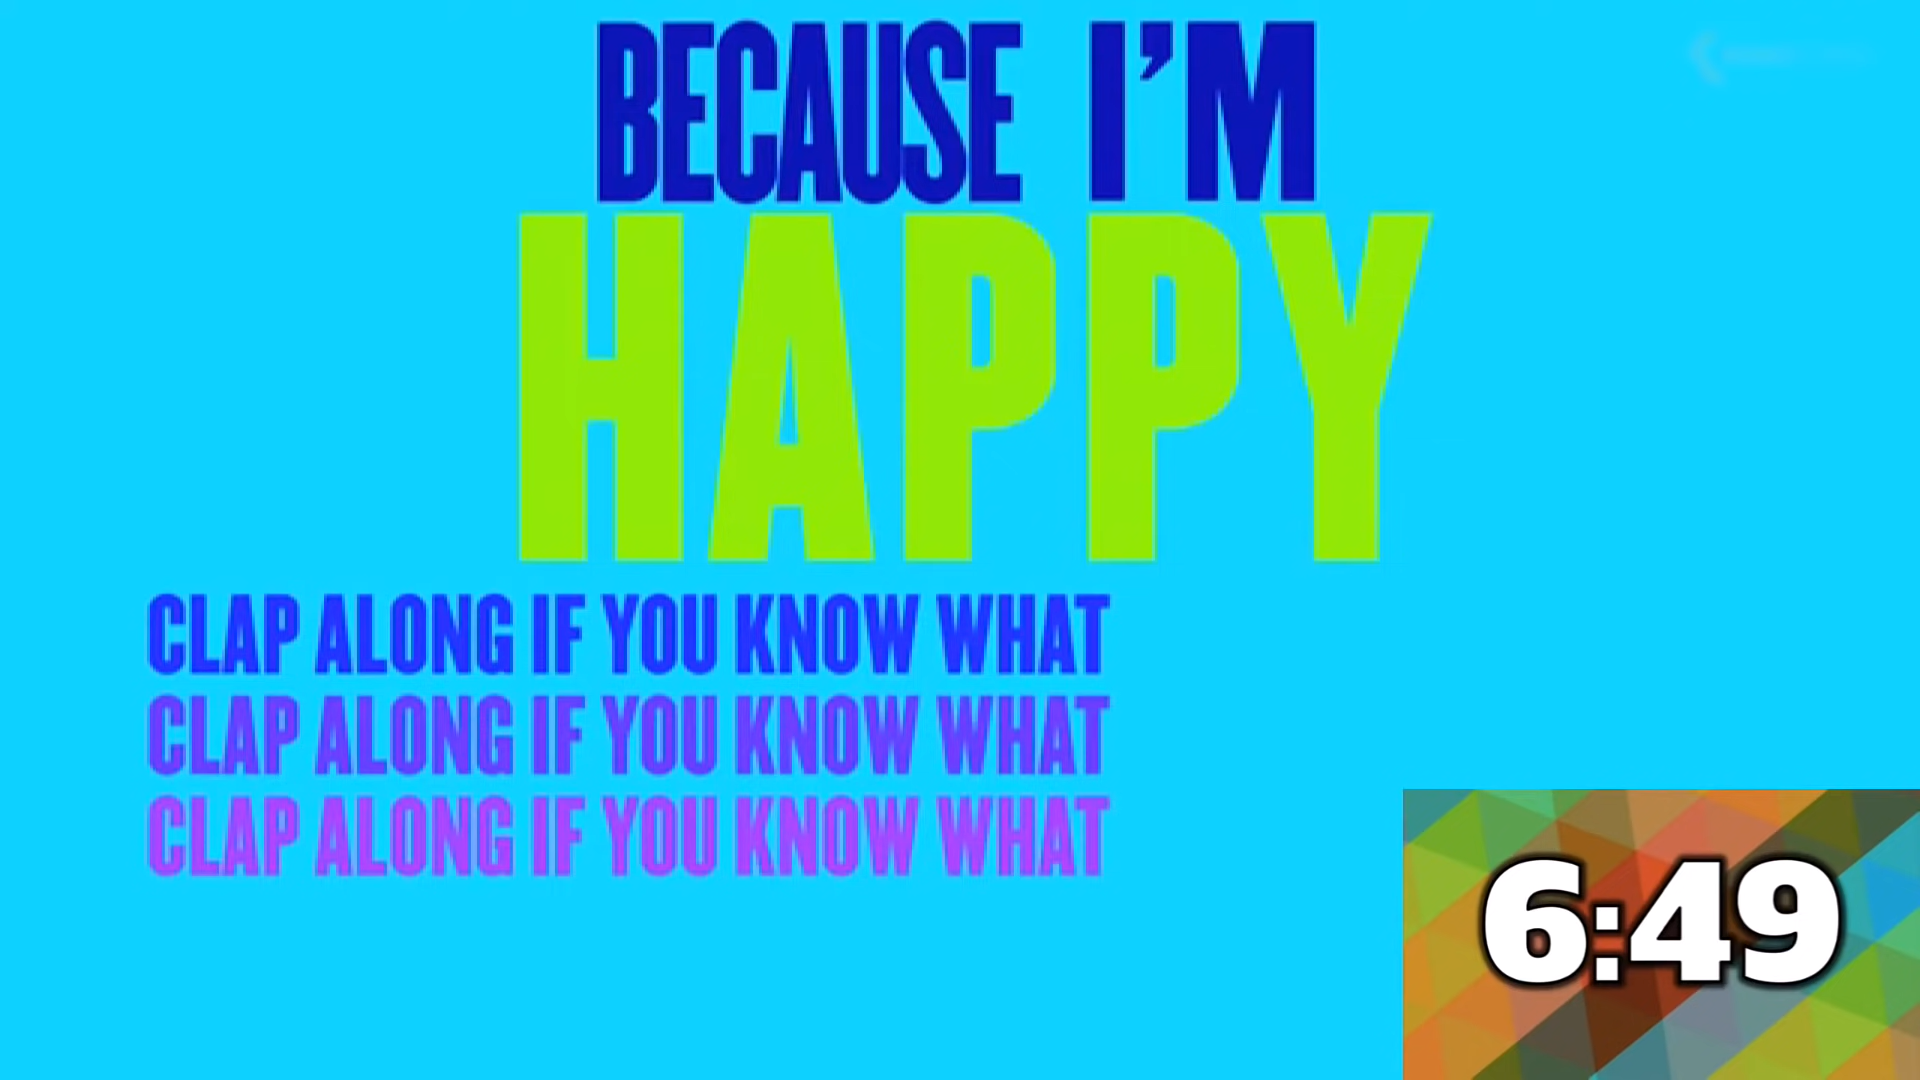 BECAUSE I'M
HAPPY
CLAP ALONG IF YOU KNOW WHAT
CLAP ALONG IF YOU KNOW WHAT
CLAP ALONG IF YOU KNOW WHAT
6:49